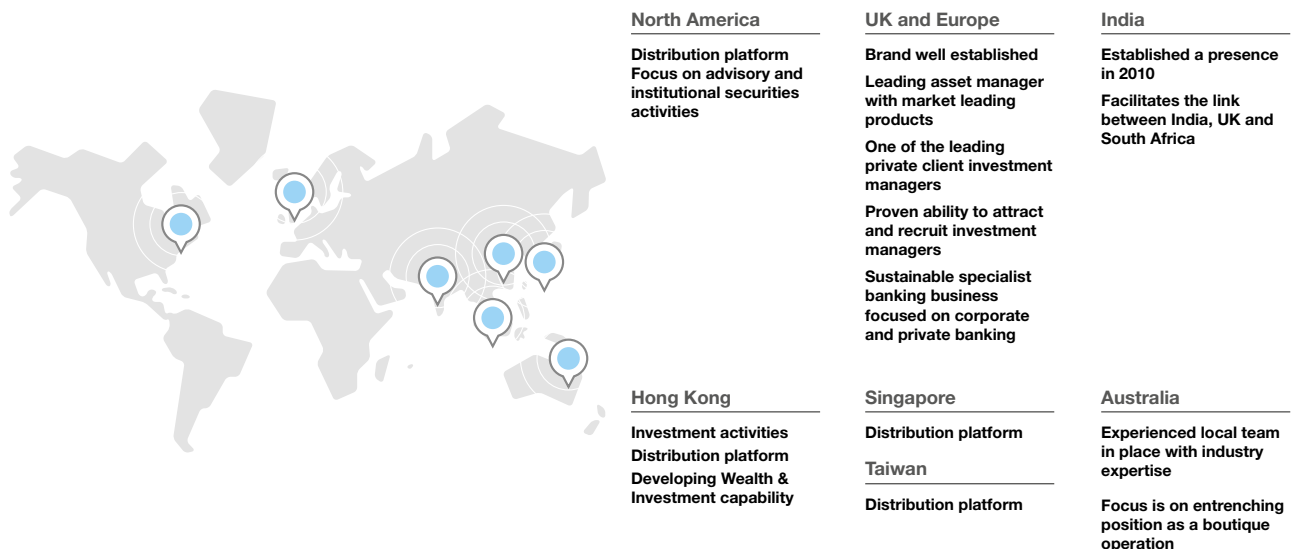 North America
Distribution platform
Focus on advisory and
institutional securities
activities
UK and Europe
Brand well established
Leading asset manager
with market leading
products
One of the leading
private client investment
managers
Proven ability to attract
and recruit investment
managers
Sustainable specialist
banking business
focused on corporate
and private banking
India
Established a presence
in 2010
Facilitates the link
between India, UK and
South Africa
Hong Kong
Investment activities
Distribution platform
Developing Wealth &
Investment capability
Singapore
Distribution platform
Taiwan
Distribution platform
Australia
Experienced local team
in place with industry
expertise
Focus is on entrenching
position as a boutique
operation